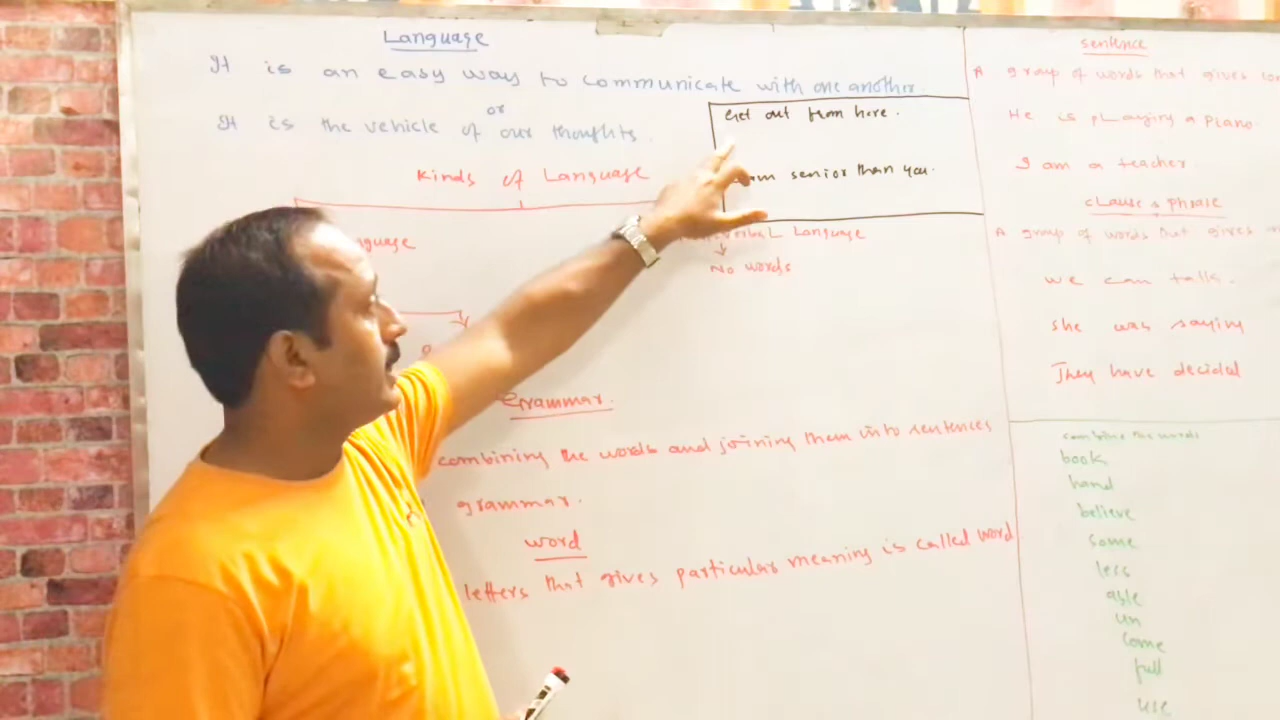 Language
It is an easy way to communicate with one another
or
It is the vehicle of our thoughts.
Kinds of Language
Verbal Language
No words
Get out from here.
am senior than you.
Grammar
combining the words and joining them into sentences
grammar.
word
letters that gives particular meaning is called word
sentence
A group of words that gives
He is playing a Piano
I am a teacher.
clause & phrase
A group of words but gives
we can talk.
she was saying
They have decided
combine the words
book
hand
believe
some
less
able
un
come
full
use